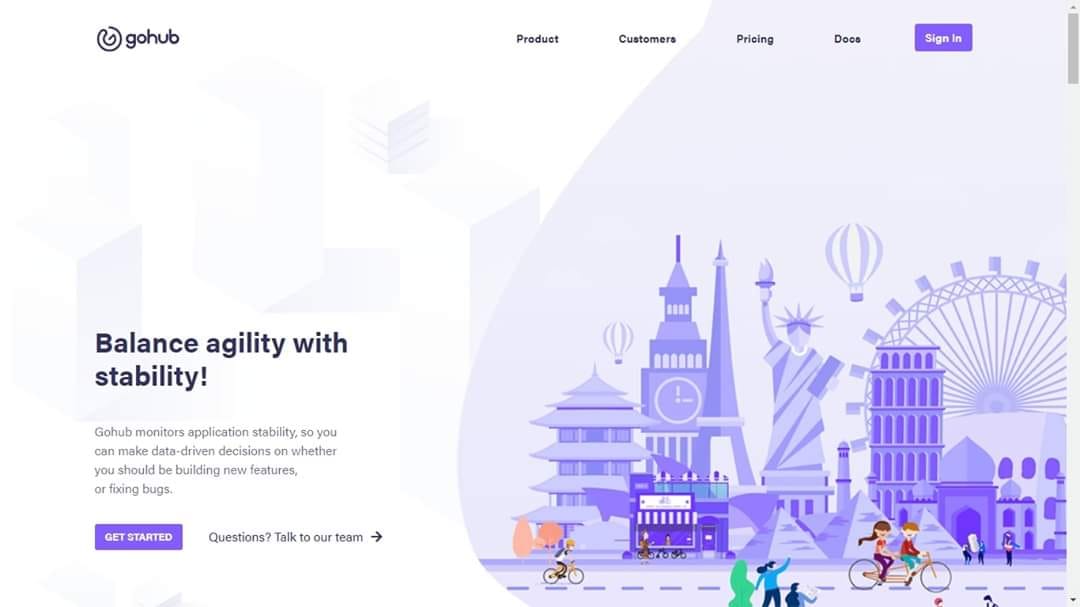 gohub
Product
Customers
Pricing
Docs
Sign In
Balance agility with
stability!
Gohub monitors application stability, so you
can make data-driven decisions on whether
you should be building new features,
or fixing bugs.
GET STARTED
Questions? Talk to our team →